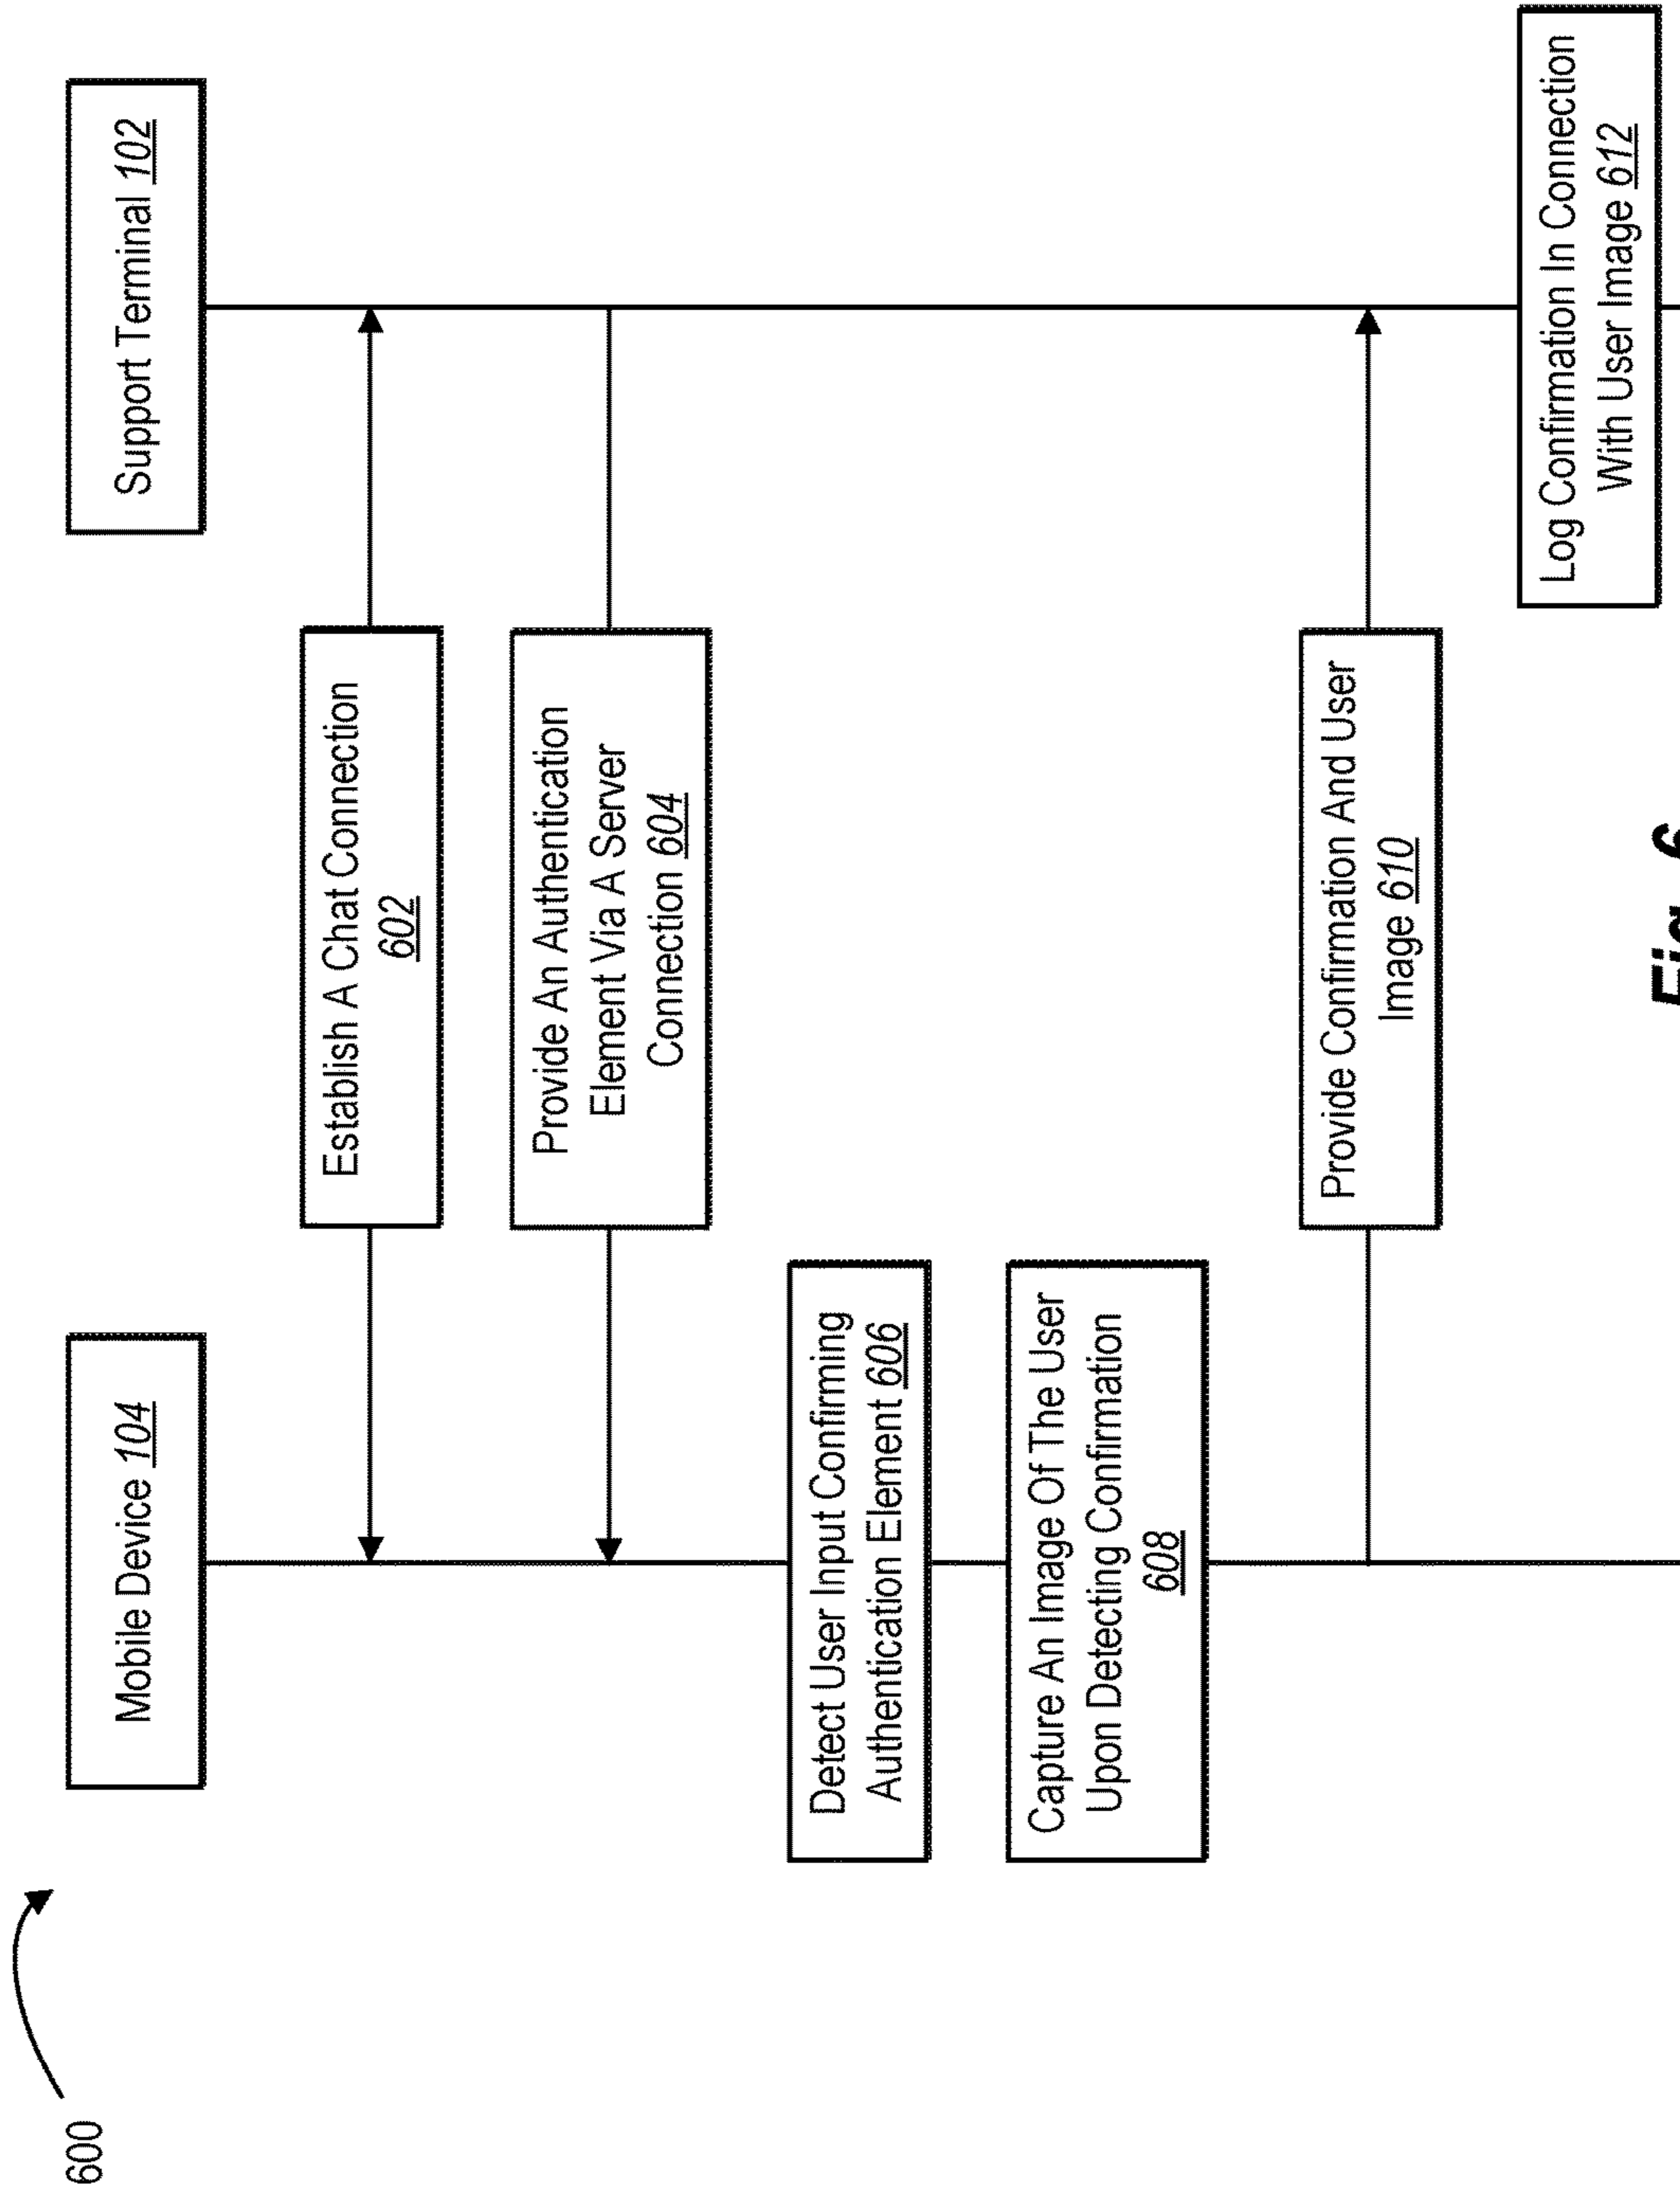 600
Mobile Device 104
Support Terminal 102
Establish A Chat Connection
602
Provide An Authentication
Element Via A Server
Connection 604
Detect User Input Confirming
Authentication Element 606
Capture An Image Of The User
Upon Detecting Confirmation
608
Provide Confirmation And User
Image 610
Log Confirmation In Connection
With User Image 612
Fig. 6